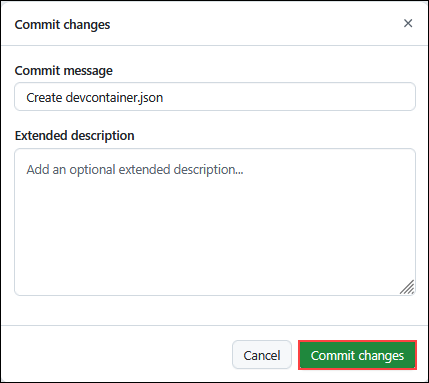 Commit changes
Commit message
Create devcontainer.json
Extended description
Add an optional extended description...
Cancel
Commit changes